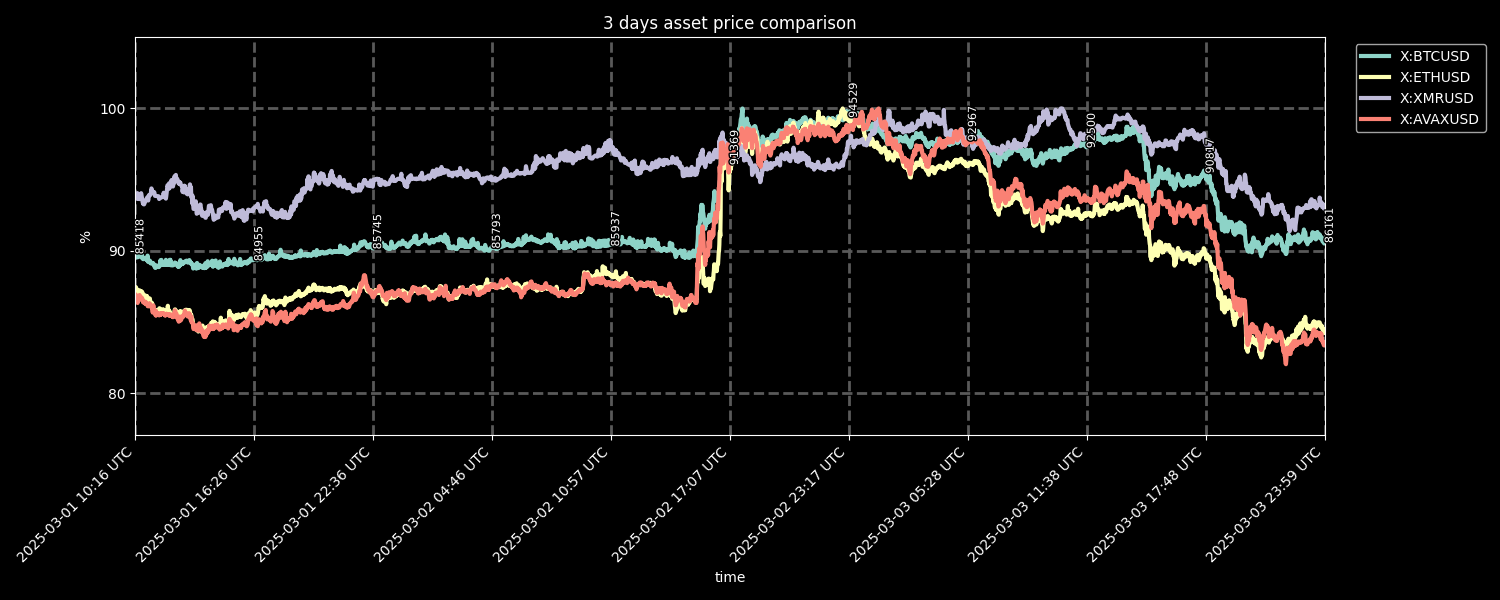 3 days asset price comparison
X:BTCUSD
X:ETHUSD
X:XMRUSD
X:AVAXUSD
100
90
80
%
85418
84955
85745
85793
85937
91369
94529
92967
92500
90817
86161
2025-03-01 10:16 UTC
2025-03-01 16:26 UTC
2025-03-01 22:36 UTC
2025-03-02 04:46 UTC
2025-03-02 10:57 UTC
2025-03-02 17:07 UTC
2025-03-02 23:17 UTC
2025-03-03 05:28 UTC
2025-03-03 11:38 UTC
2025-03-03 17:48 UTC
2025-03-03 23:59 UTC
time